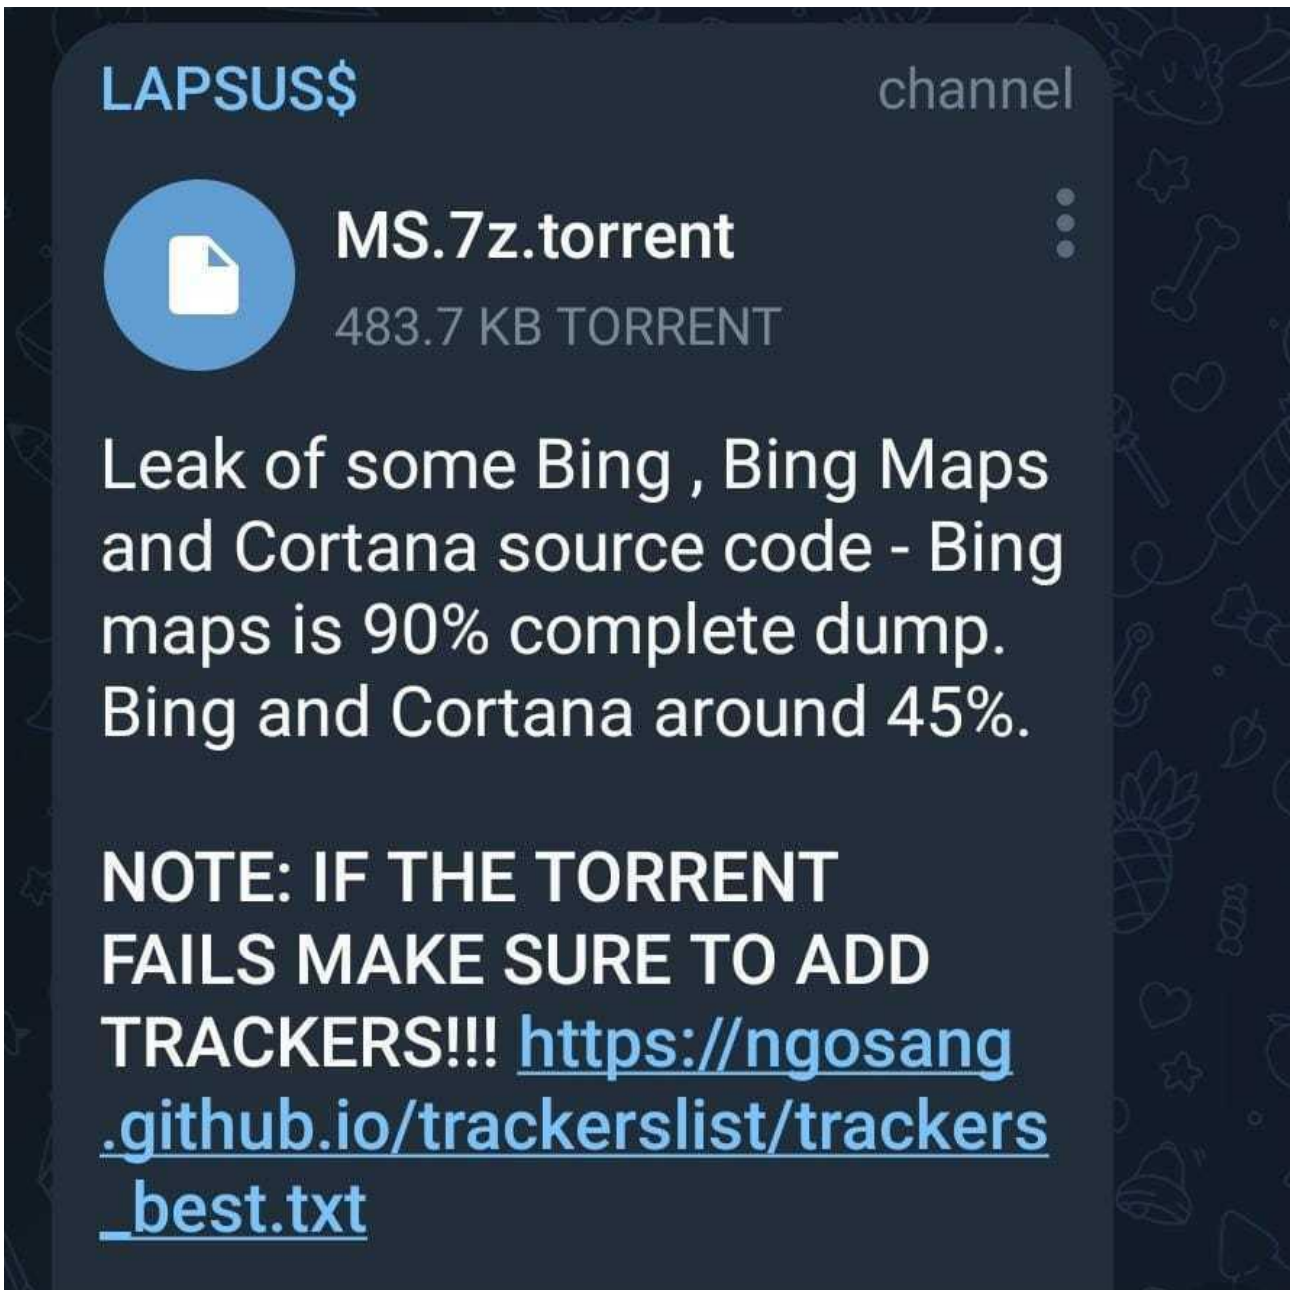 LAPSUS$ channel
MS.7z.torrent
483.7 KB TORRENT
Leak of some Bing , Bing Maps
and Cortana source code - Bing
maps is 90% complete dump.
Bing and Cortana around 45%.
NOTE: IF THE TORRENT
FAILS MAKE SURE TO ADD
TRACKERS!!! https://ngosang
.github.io/trackerslist/trackers
_best.txt